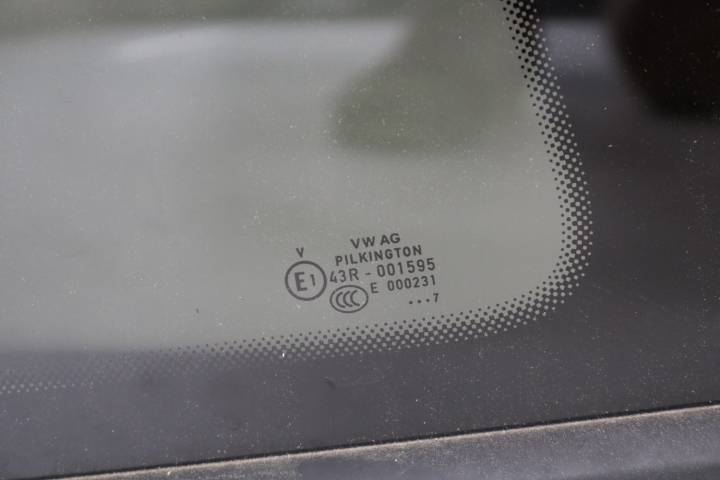 VW AG
PILKINGTON
V
E1 43R - 001595
CCC E 000231
...7